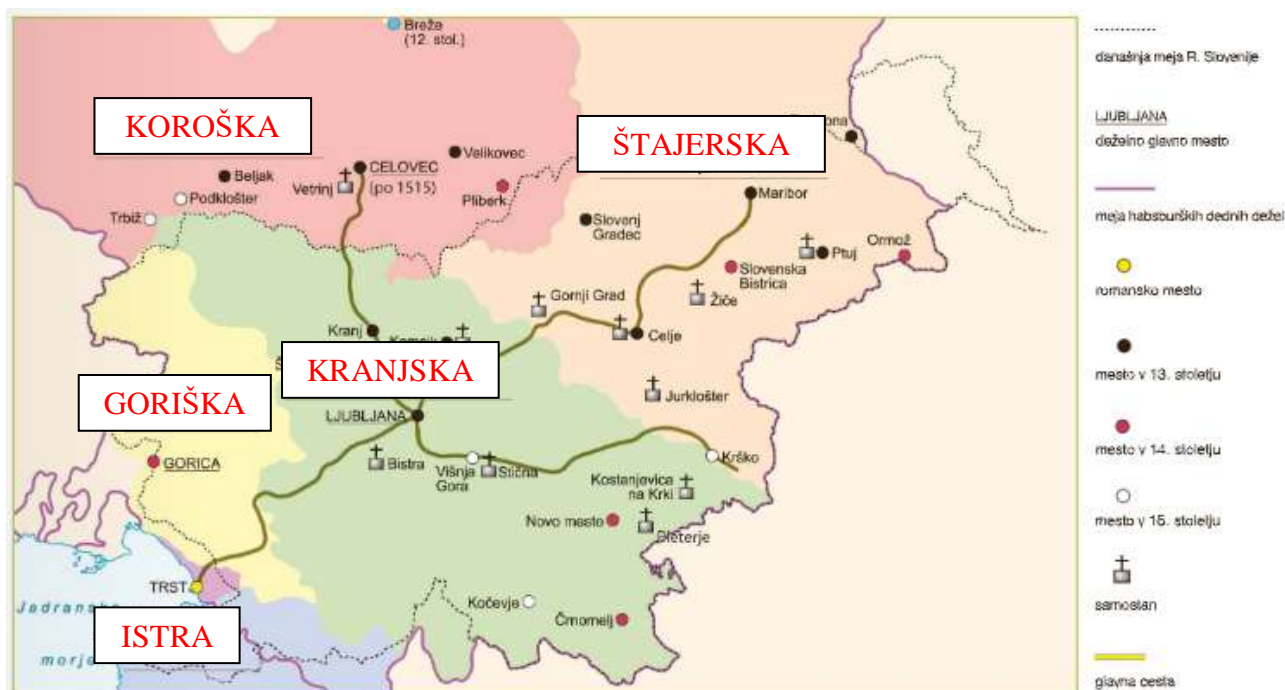 Breže
(12. stol.)
KOROŠKA
ŠTAJERSKA
CELOVEC
(po 1515)
Velikovec
Beljak
Vetrinj
Podklošter
Pliberk
Trbiž
Maribor
Slovenj
Gradec
Ptuj
Ormož
Slovenska
Bistrica
Žiče
Gornji Grad
Celje
Kranj
KRANJSKA
GORIŠKA
Jurklošter
LJUBLJANA
GORICA
Bistra
Višnja
Gora
Stična
Krško
Kostanjevica
na Krki
Novo mesto
Pleterje
TRST
Kočevje
Črnomelj
Jadransko
morje
ISTRA
današnja meja R. Slovenije
LJUBLJANA
deželno glavno mesto
meja habsburških dednih dežel
romansko mesto
mesto v 13. stoletju
mesto v 14. stoletju
mesto v 15. stoletju
samostan
glavna cesta